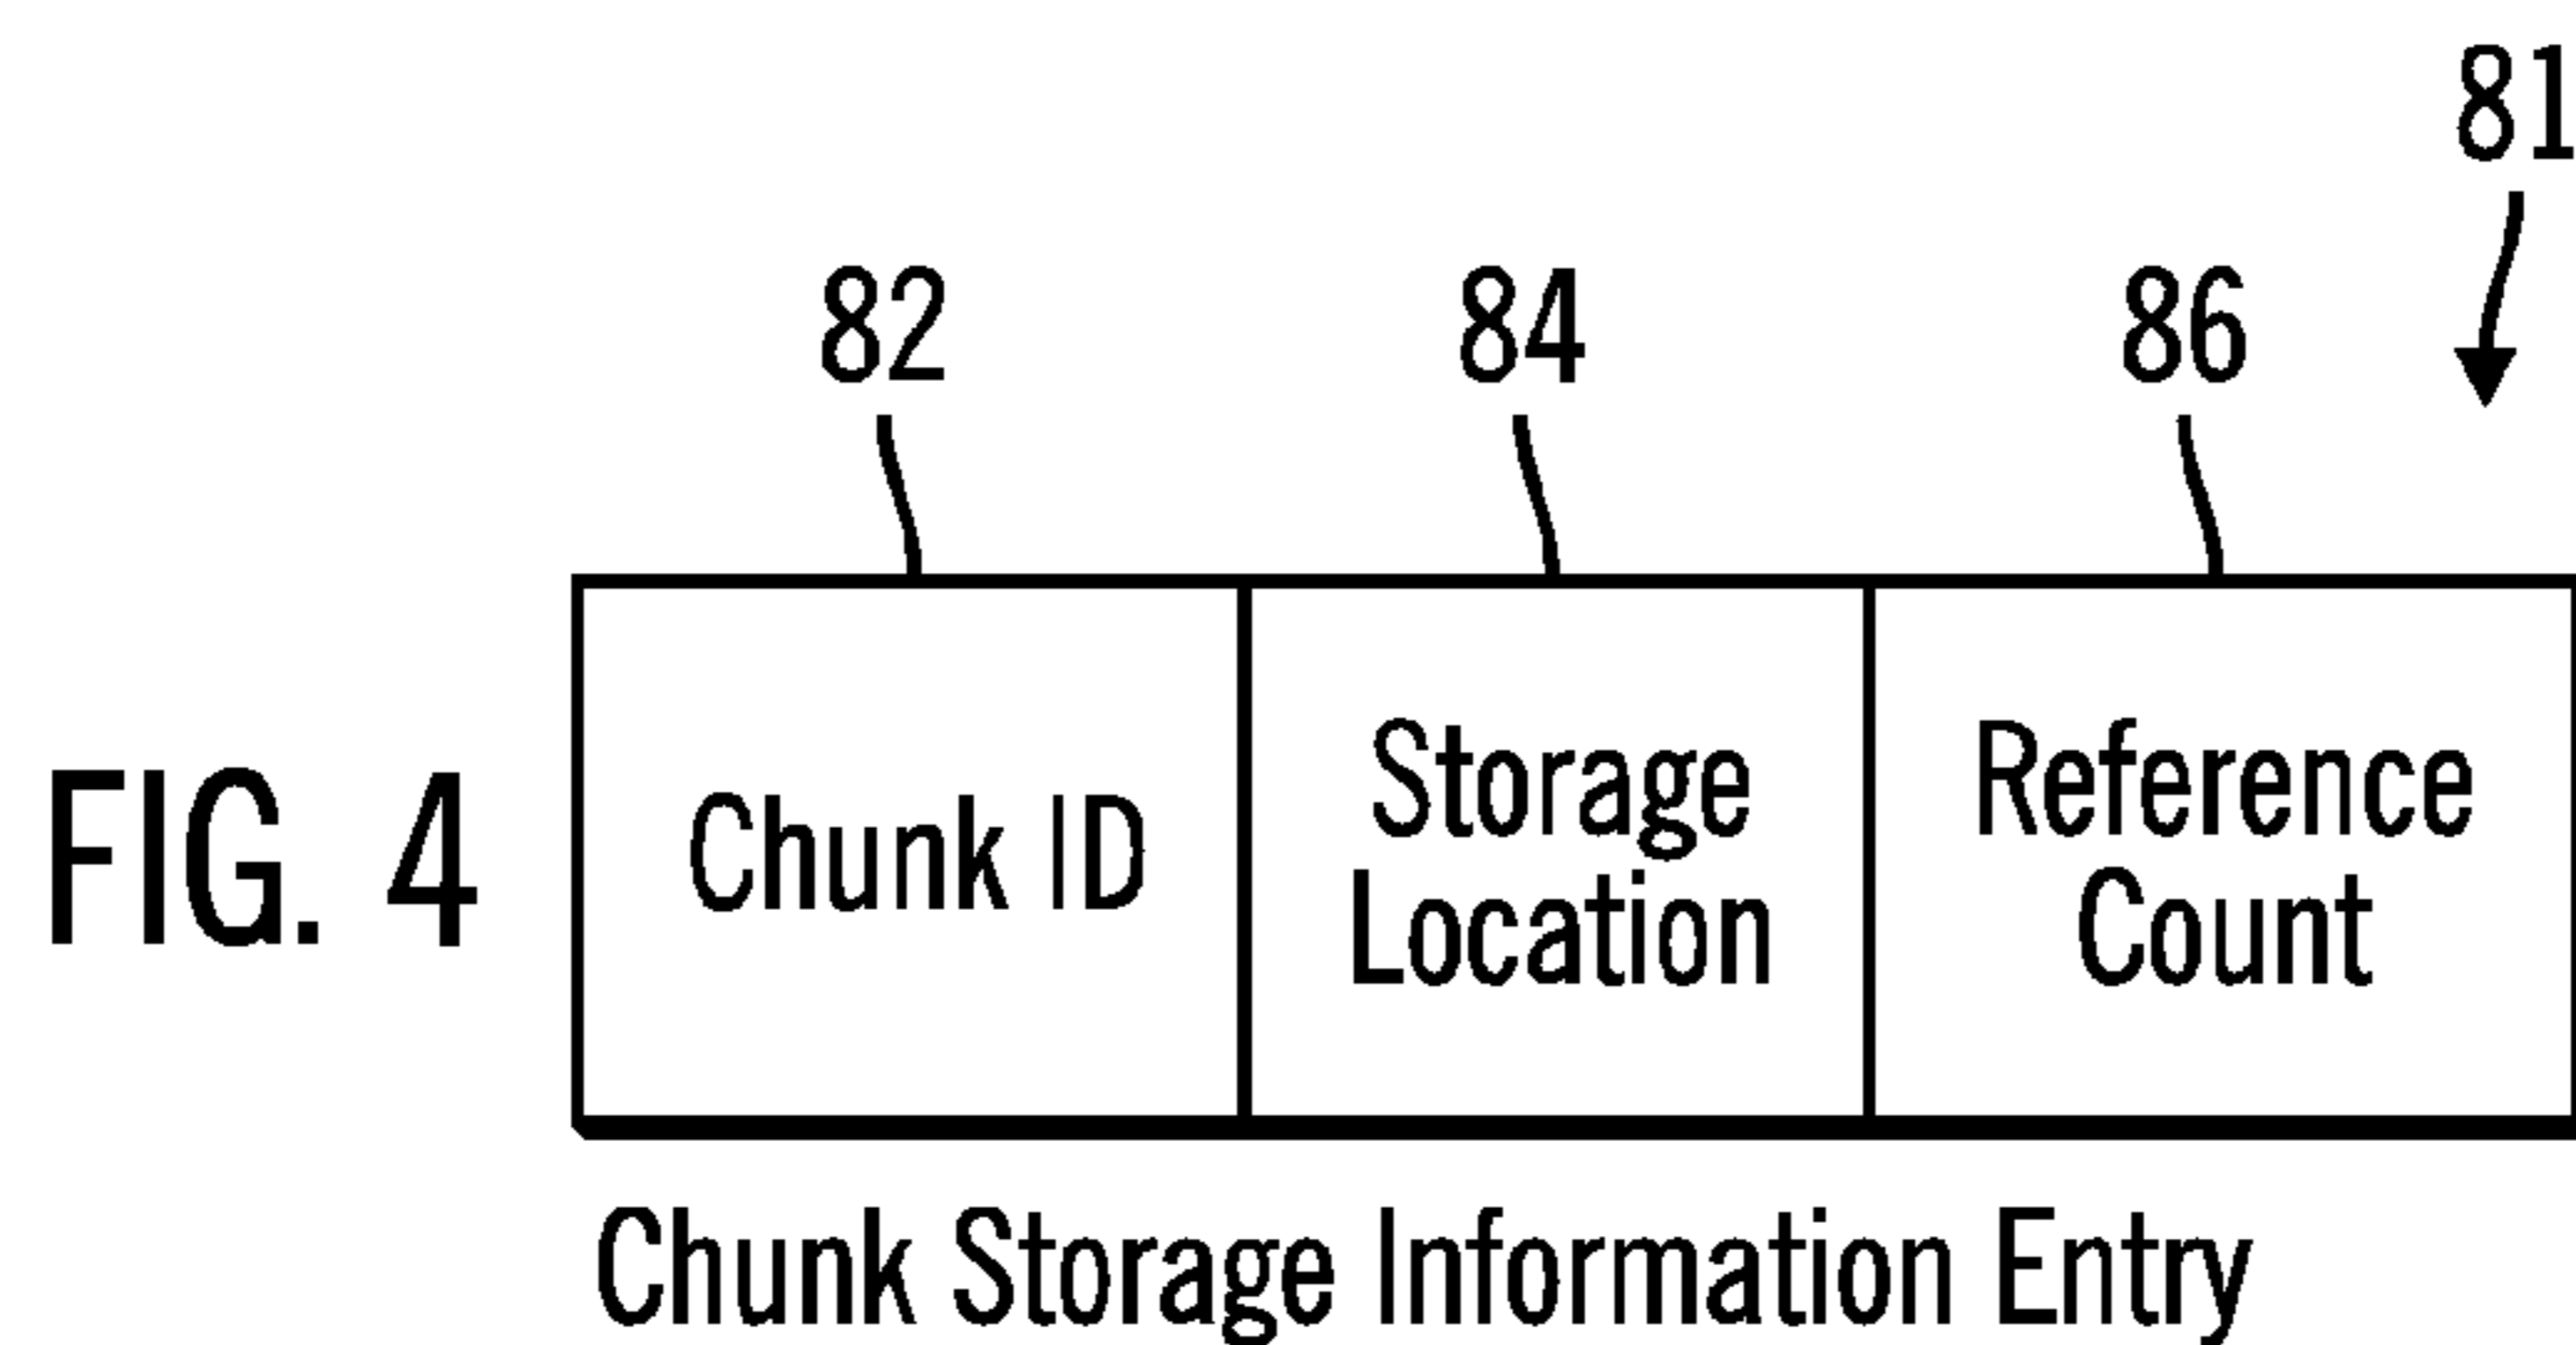 81
82 84 86
FIG. 4
Chunk ID
Storage
Location
Reference
Count
Chunk Storage Information Entry